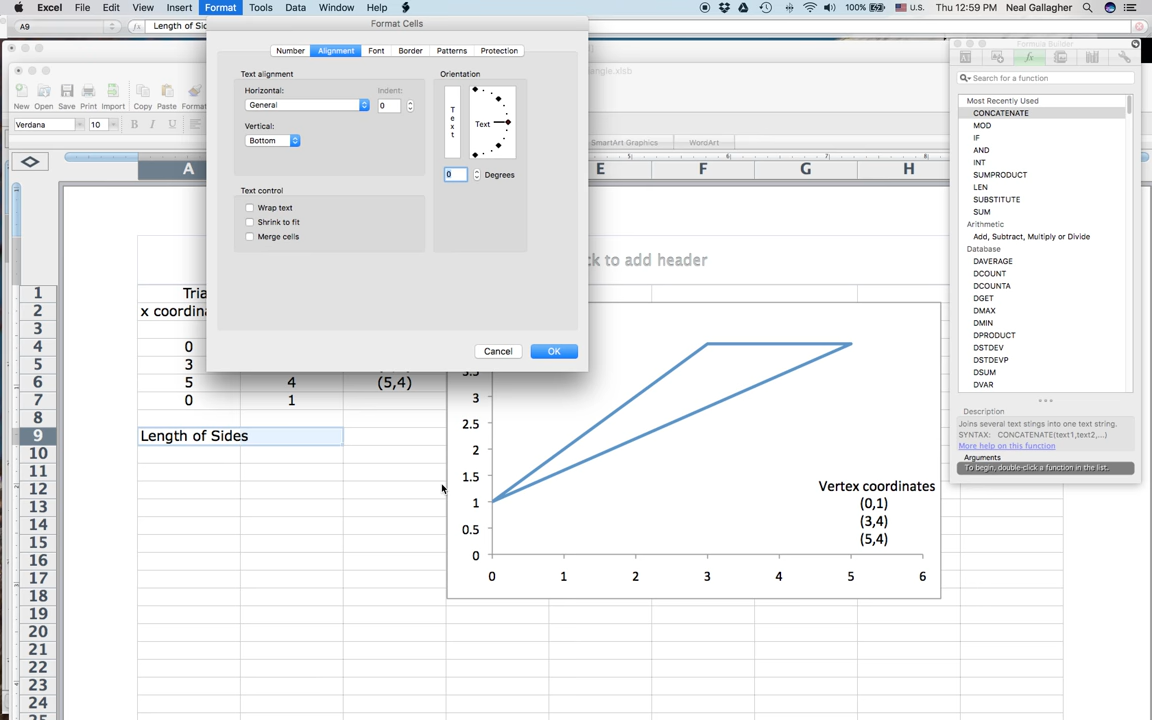 Excel File Edit View Insert Format Tools Data Window Help
100% U.S. Thu 12:59 PM Neal Gallagher
A9
fx Length of Sid
Format Cells
Number Alignment Font Border Patterns Protection
Text alignment
Horizontal:
General
Indent:
0
Vertical:
Bottom
Text control
Wrap text
Shrink to fit
Merge cells
Orientation
Text
Text
0 Degrees
Cancel OK
angle.xlsb
New Open Save Print Import Copy Paste Format
Verdana 10 B I U
SmartArt Graphics WordArt
A E F G H
k to add header
1 Tria
2 x coordina
3
4 0
5 3
6 5 4 (5,4)
7 0 1
8
9 Length of Sides
10
11
12
13
14
15
16
17
18
19
20
21
22
23
24
3
2.5
2
1.5
1
0.5
0
0 1 2 3 4 5 6
Vertex coordinates
(0,1)
(3,4)
(5,4)
Formula Builder
fx
Search for a function
Most Recently Used
CONCATENATE
MOD
IF
AND
INT
SUMPRODUCT
LEN
SUBSTITUTE
SUM
Arithmetic
Add, Subtract, Multiply or Divide
Database
DAVERAGE
DCOUNT
DCOUNTA
DGET
DMAX
DMIN
DPRODUCT
DSTDEV
DSTDEVP
DSUM
DVAR
Description
Joins several text stings into one text string.
SYNTAX: CONCATENATE(text1,text2,...)
More help on this function
Arguments
To begin, double-click a function in the list.